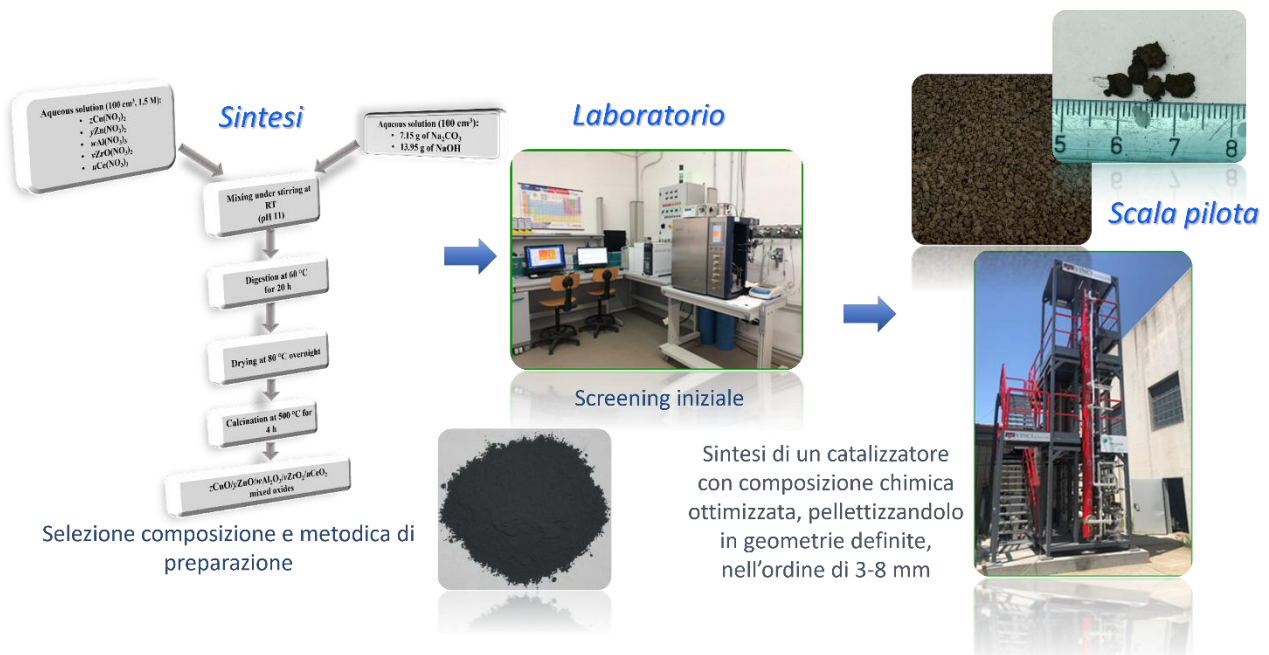 Sintesi
Aqueous solution (100 cm³, 1.5 M):
• zCu(NO₃)₂
• yZn(NO₃)₂
• wAl(NO₃)₃
• vZrO(NO₃)₂
• uCe(NO₃)₃
Aqueous solution (100 cm³):
• 7.15 g of Na₂CO₃
• 13.95 g of NaOH
Mixing under stirring at
RT
(pH 11)
Digestion at 60 °C
for 20 h
Drying at 80 °C overnight
Calcination at 500 °C for
4 h
zCuO/yZnO/wAl₂O₃/vZrO₂/uCeO₂
mixed oxides
Selezione composizione e metodica di
preparazione
Laboratorio
Screening iniziale
Scala pilota
5 6 7 8
Sintesi di un catalizzatore
con composizione chimica
ottimizzata, pellettizzandolo
in geometrie definite,
nell’ordine di 3-8 mm
VINCI